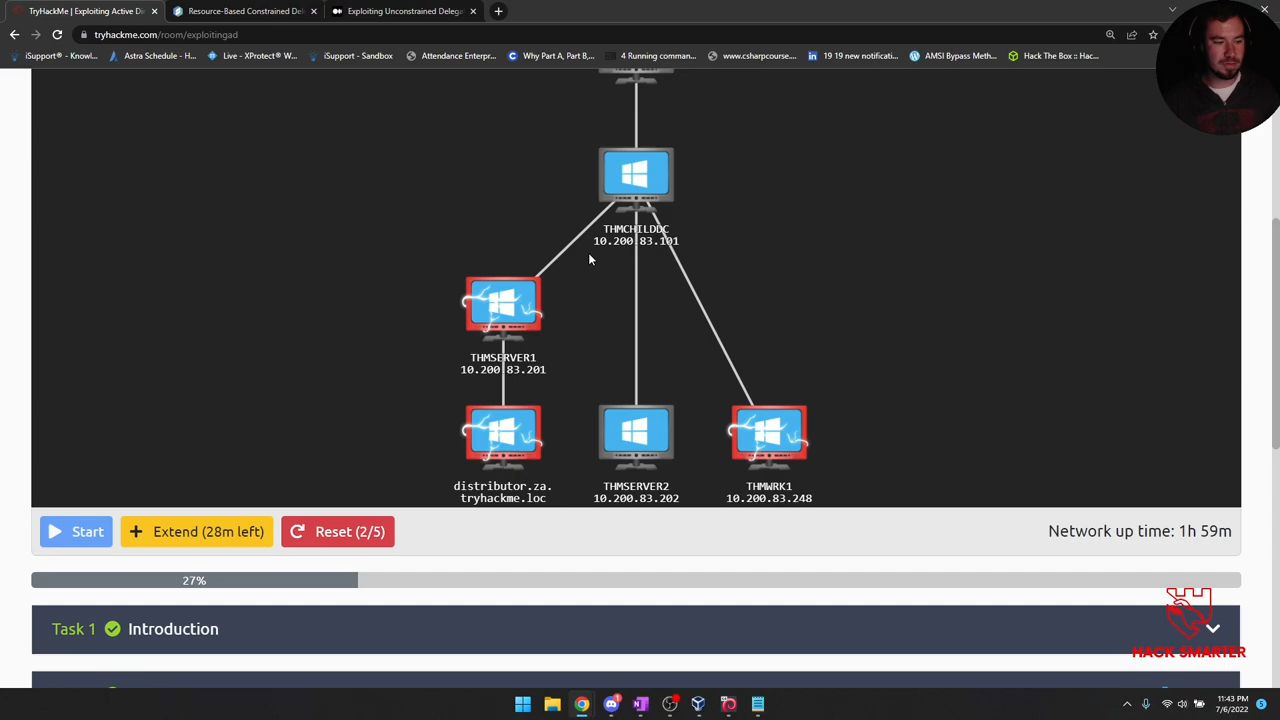 TryHackMe | Exploiting Active Di
Resource-Based Constrained Del
Exploiting Unconstrained Delega
tryhackme.com/room/exploitingad
iSupport® - Knowl...
Astra Schedule - H...
Live - XProtect® W...
iSupport - Sandbox
Attendance Enterpr...
Why Part A, Part B,...
4 Running comman...
www.csharpcourse....
19 19 new notificati...
AMSI Bypass Meth...
Hack The Box :: Hac...
THMCHILDDC
10.200.83.101
THMSERVER1
10.200.83.201
distributor.za.
tryhackme.loc
THMSERVER2
10.200.83.202
THMWRK1
10.200.83.248
Start
Extend (28m left)
Reset (2/5)
Network up time: 1h 59m
27%
Task 1 Introduction
HACK SMARTER
11:43 PM
7/6/2022